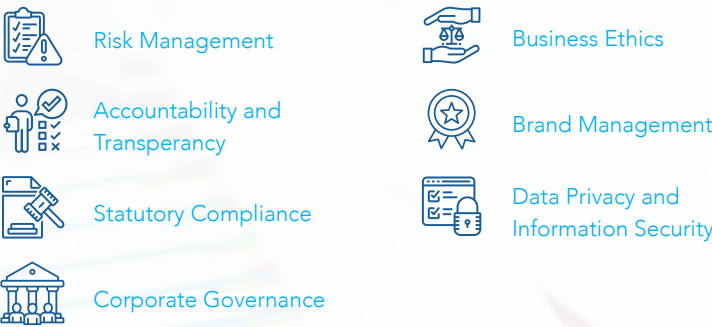 Risk Management
Accountability and
Transperancy
Statutory Compliance
Corporate Governance
Business Ethics
Brand Management
Data Privacy and
Information Security